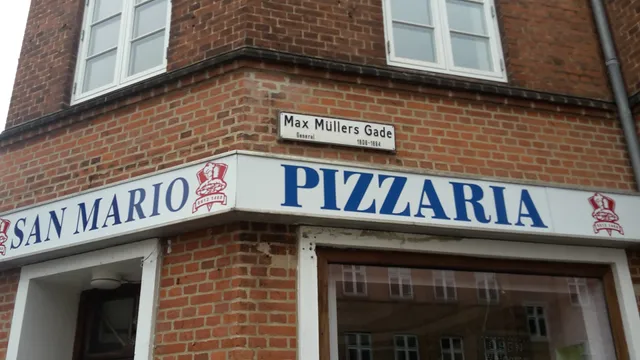 Max Müllers Gade
General 1808-1884
SAN MARIO
PIZZARIA